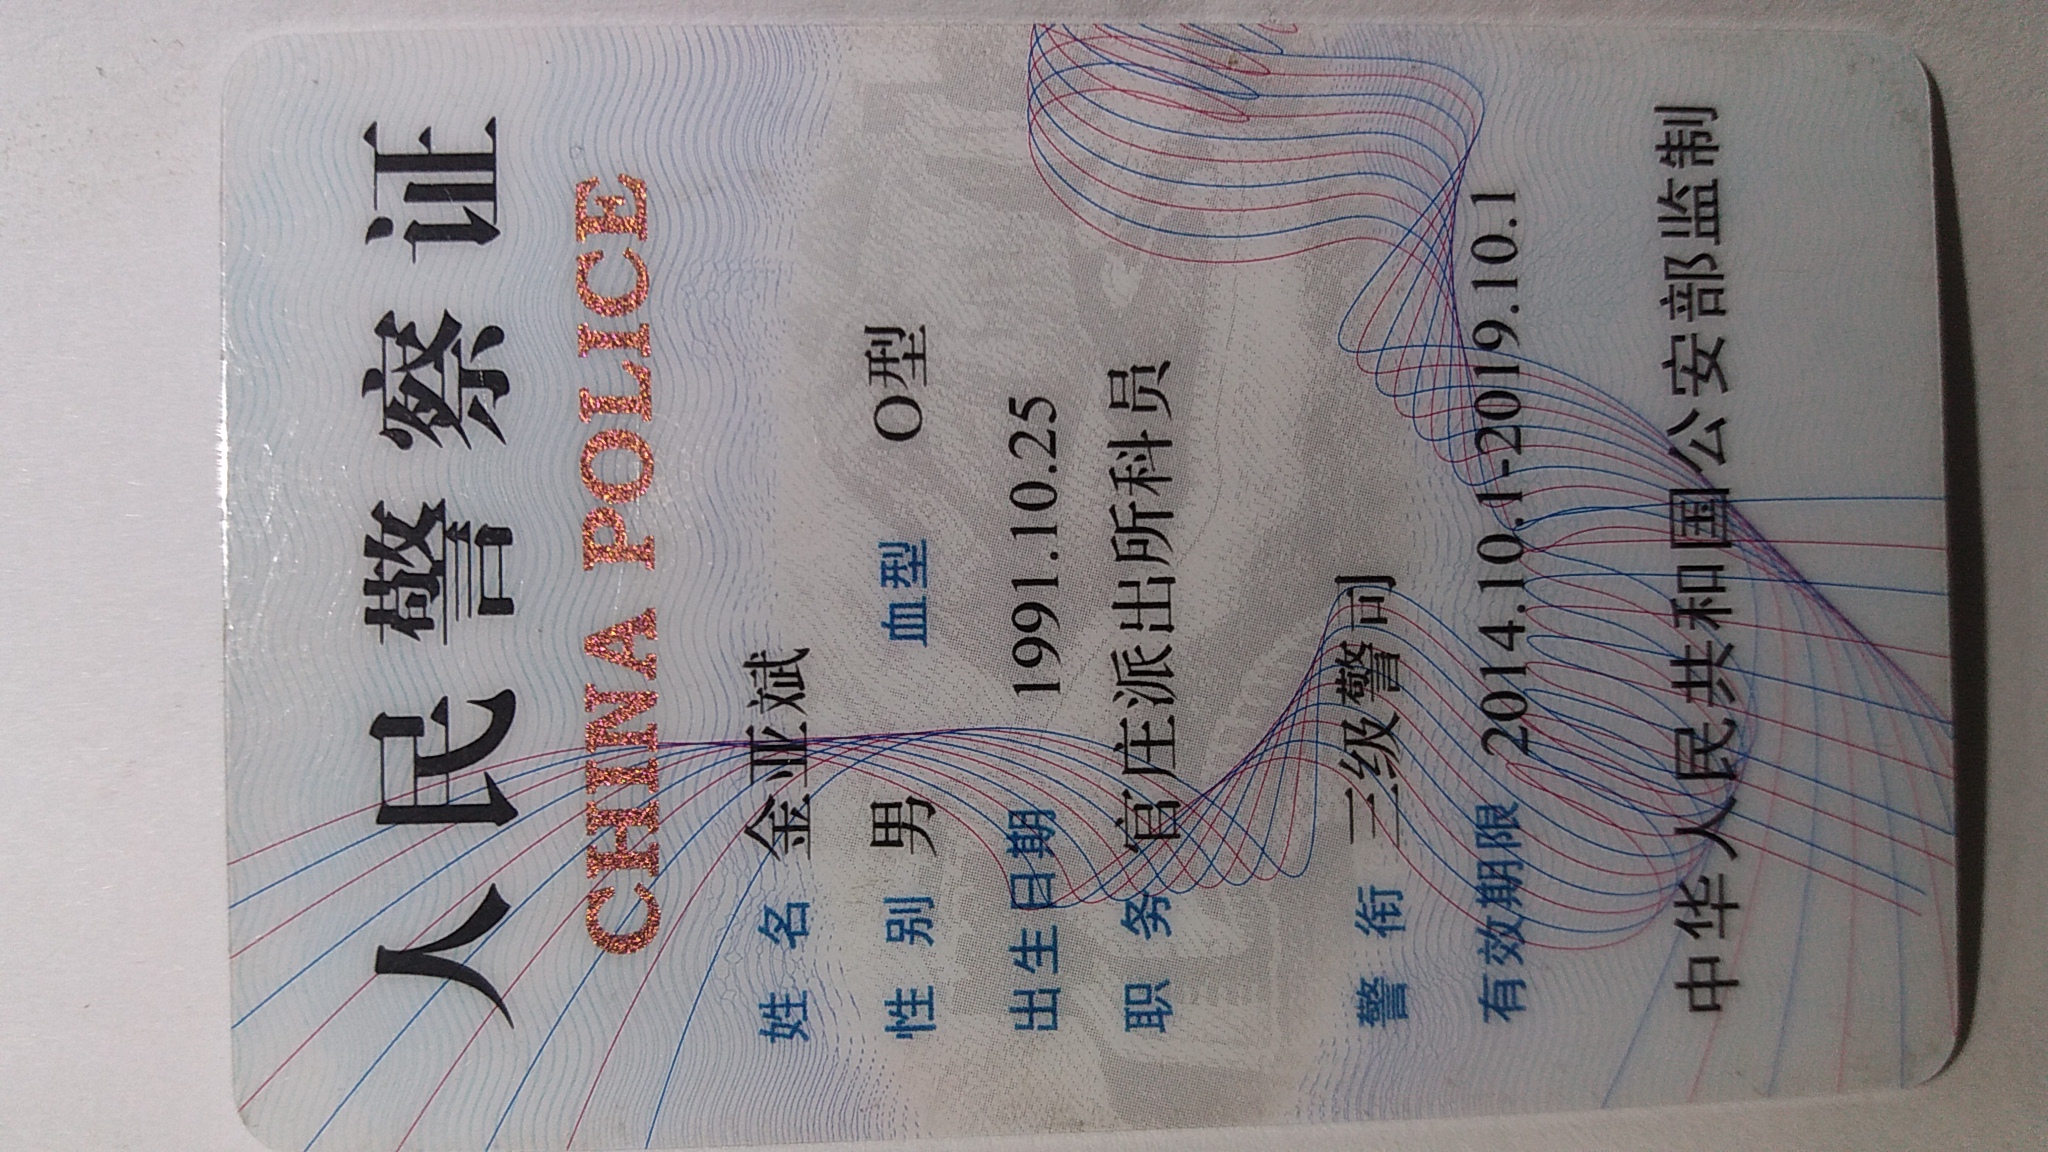 人民警察证
CHINA POLICE
姓名 金亚斌
性别 男 血型 O型
出生日期 1991.10.25
职务 官庄派出所科员
警衔 三级警司
有效期限 2014.10.1-2019.10.1
中华人民共和国公安部监制